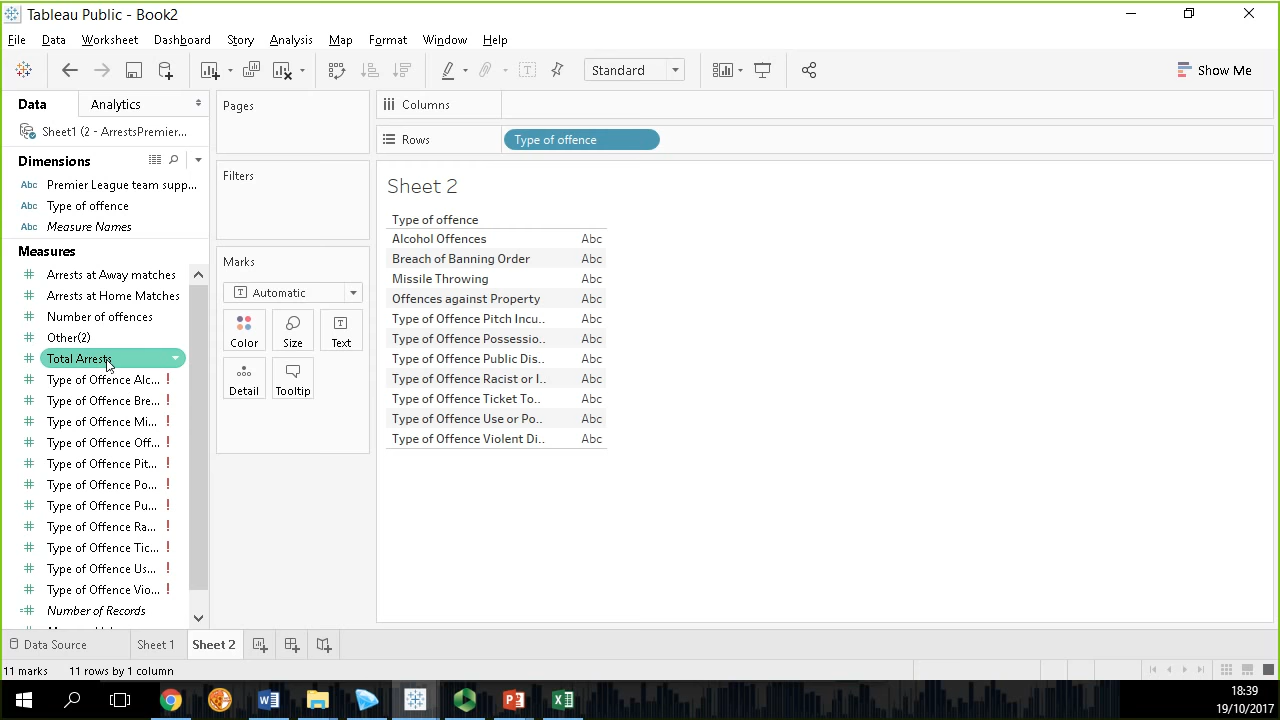 Tableau Public - Book2
File Data Worksheet Dashboard Story Analysis Map Format Window Help
Standard
Show Me
Data Analytics
Sheet1 (2 - ArrestsPremier...
Dimensions
Abc Premier League team supp...
Abc Type of offence
Abc Measure Names
Measures
# Arrests at Away matches
# Arrests at Home Matches
# Number of offences
# Other(2)
# Total Arrests
# Type of Offence Alc... !
# Type of Offence Bre... !
# Type of Offence Mi... !
# Type of Offence Off... !
# Type of Offence Pit... !
# Type of Offence Po... !
# Type of Offence Pu... !
# Type of Offence Ra... !
# Type of Offence Tic... !
# Type of Offence Us... !
# Type of Offence Vio... !
=# Number of Records
Pages
Filters
Marks
Automatic
Color Size Text
Detail Tooltip
Columns
Rows Type of offence
Sheet 2
Type of offence
Alcohol Offences Abc
Breach of Banning Order Abc
Missile Throwing Abc
Offences against Property Abc
Type of Offence Pitch Incu.. Abc
Type of Offence Possessio.. Abc
Type of Offence Public Dis.. Abc
Type of Offence Racist or I.. Abc
Type of Offence Ticket To.. Abc
Type of Offence Use or Po.. Abc
Type of Offence Violent Di.. Abc
Data Source Sheet 1 Sheet 2
11 marks 11 rows by 1 column
18:39
19/10/2017